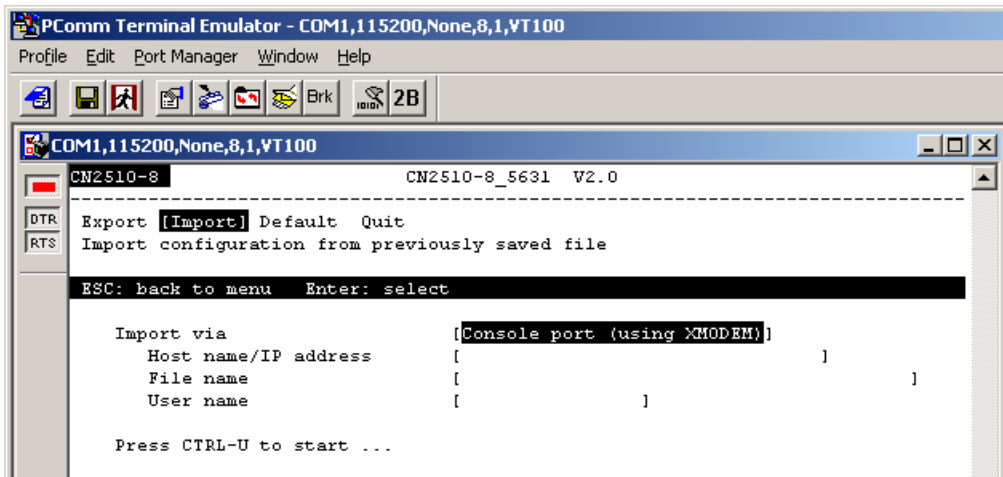 PComm Terminal Emulator - COM1,115200,None,8,1,VT100
Profile Edit Port Manager Window Help
Brk 2B
COM1,115200,None,8,1,VT100
CN2510-8 CN2510-8_5631 V2.0
-----------------------------------------------------------------------------------
DTR
Export [Import] Default Quit
RTS
Import configuration from previously saved file
ESC: back to menu Enter: select
Import via [Console port (using XMODEM)]
Host name/IP address [ ]
File name [ ]
User name [ ]
Press CTRL-U to start ...